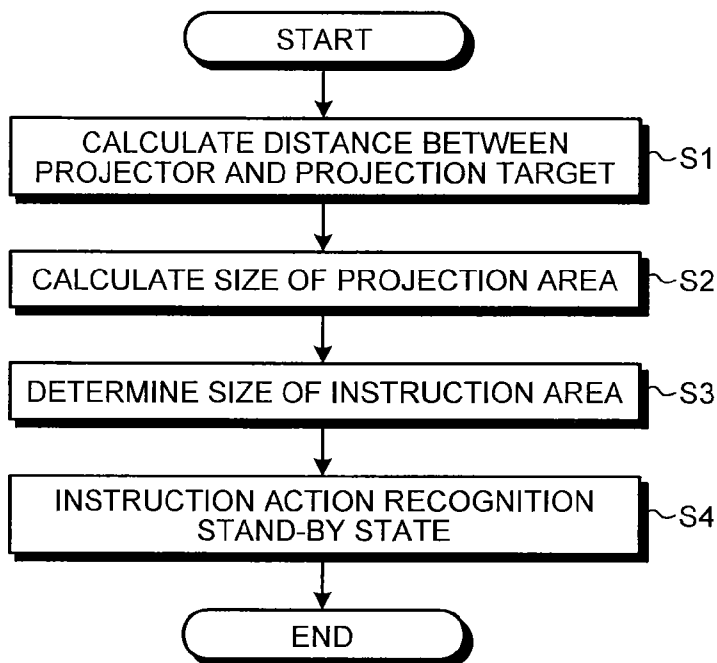 START
CALCULATE DISTANCE BETWEEN
PROJECTOR AND PROJECTION TARGET
S1
CALCULATE SIZE OF PROJECTION AREA
S2
DETERMINE SIZE OF INSTRUCTION AREA
S3
INSTRUCTION ACTION RECOGNITION
STAND-BY STATE
S4
END